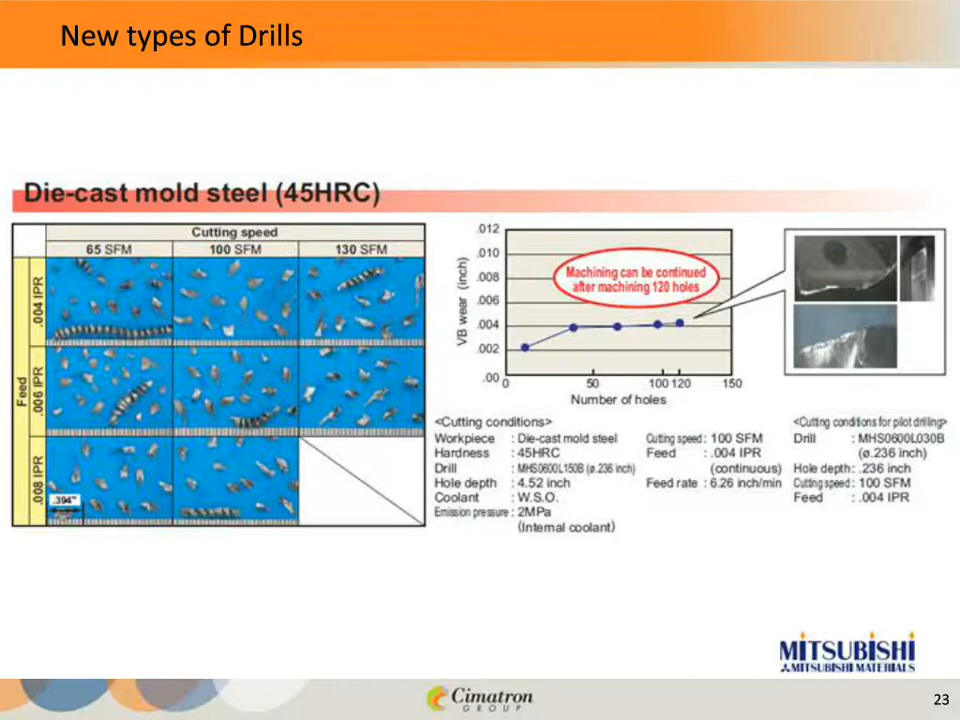 New types of Drills
Die-cast mold steel (45HRC)
Cutting speed
65 SFM 100 SFM 130 SFM
Feed
.004 IPR
.006 IPR
.008 IPR
.394"
VB wear (inch)
.012
.010
.008
.006
.004
.002
.00
0 50 100 120 150
Number of holes
Machining can be continued
after machining 120 holes
<Cutting conditions>
Workpiece : Die-cast mold steel
Hardness : 45HRC
Drill : MHS0600L150B (ø.236 inch)
Hole depth : 4.52 inch
Coolant : W.S.O.
Emission pressure : 2MPa
(Internal coolant)
Cutting speed : 100 SFM
Feed : .004 IPR
(continuous)
Feed rate : 6.26 inch/min
<Cutting conditions for pilot drilling>
Drill : MHS0600L030B
(ø.236 inch)
Hole depth : .236 inch
Cutting speed : 100 SFM
Feed : .004 IPR
MITSUBISHI
MITSUBISHI MATERIALS
Cimatron
GROUP
23